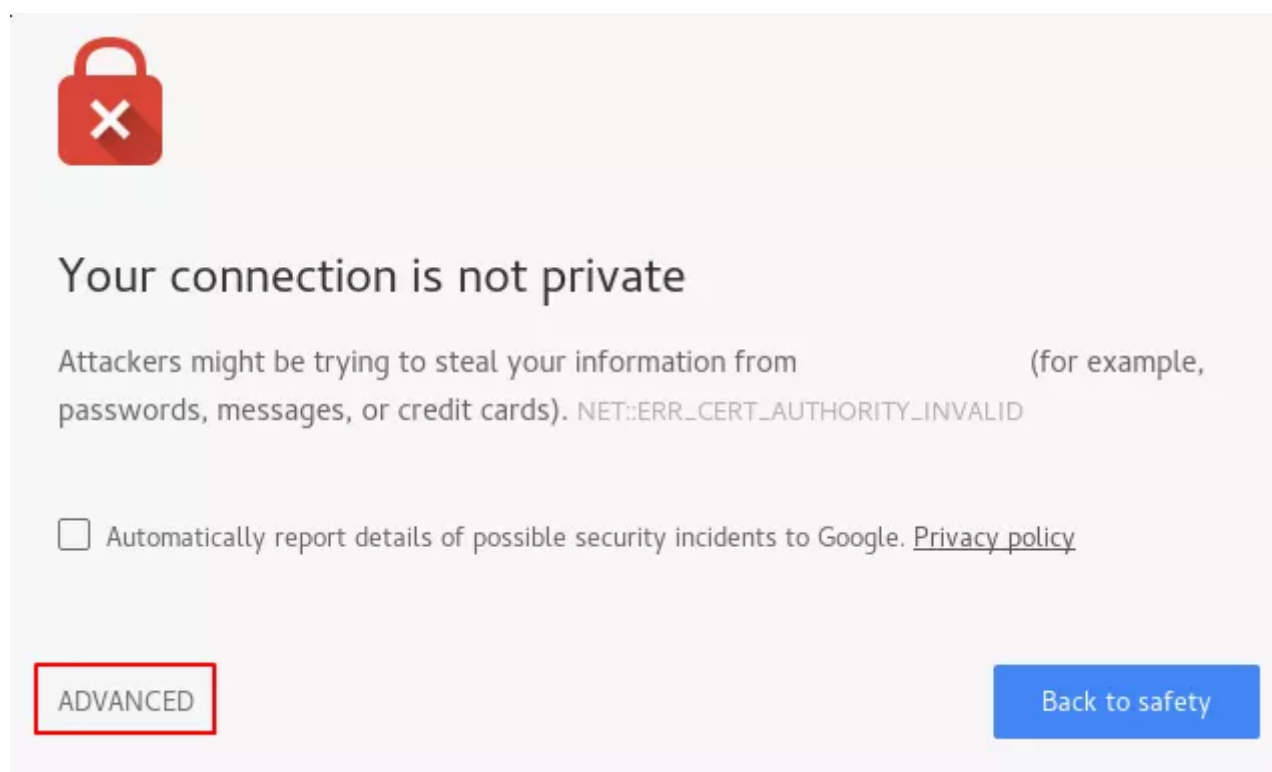 Your connection is not private
Attackers might be trying to steal your information from (for example,
passwords, messages, or credit cards). NET::ERR_CERT_AUTHORITY_INVALID
Automatically report details of possible security incidents to Google. Privacy policy
ADVANCED
Back to safety